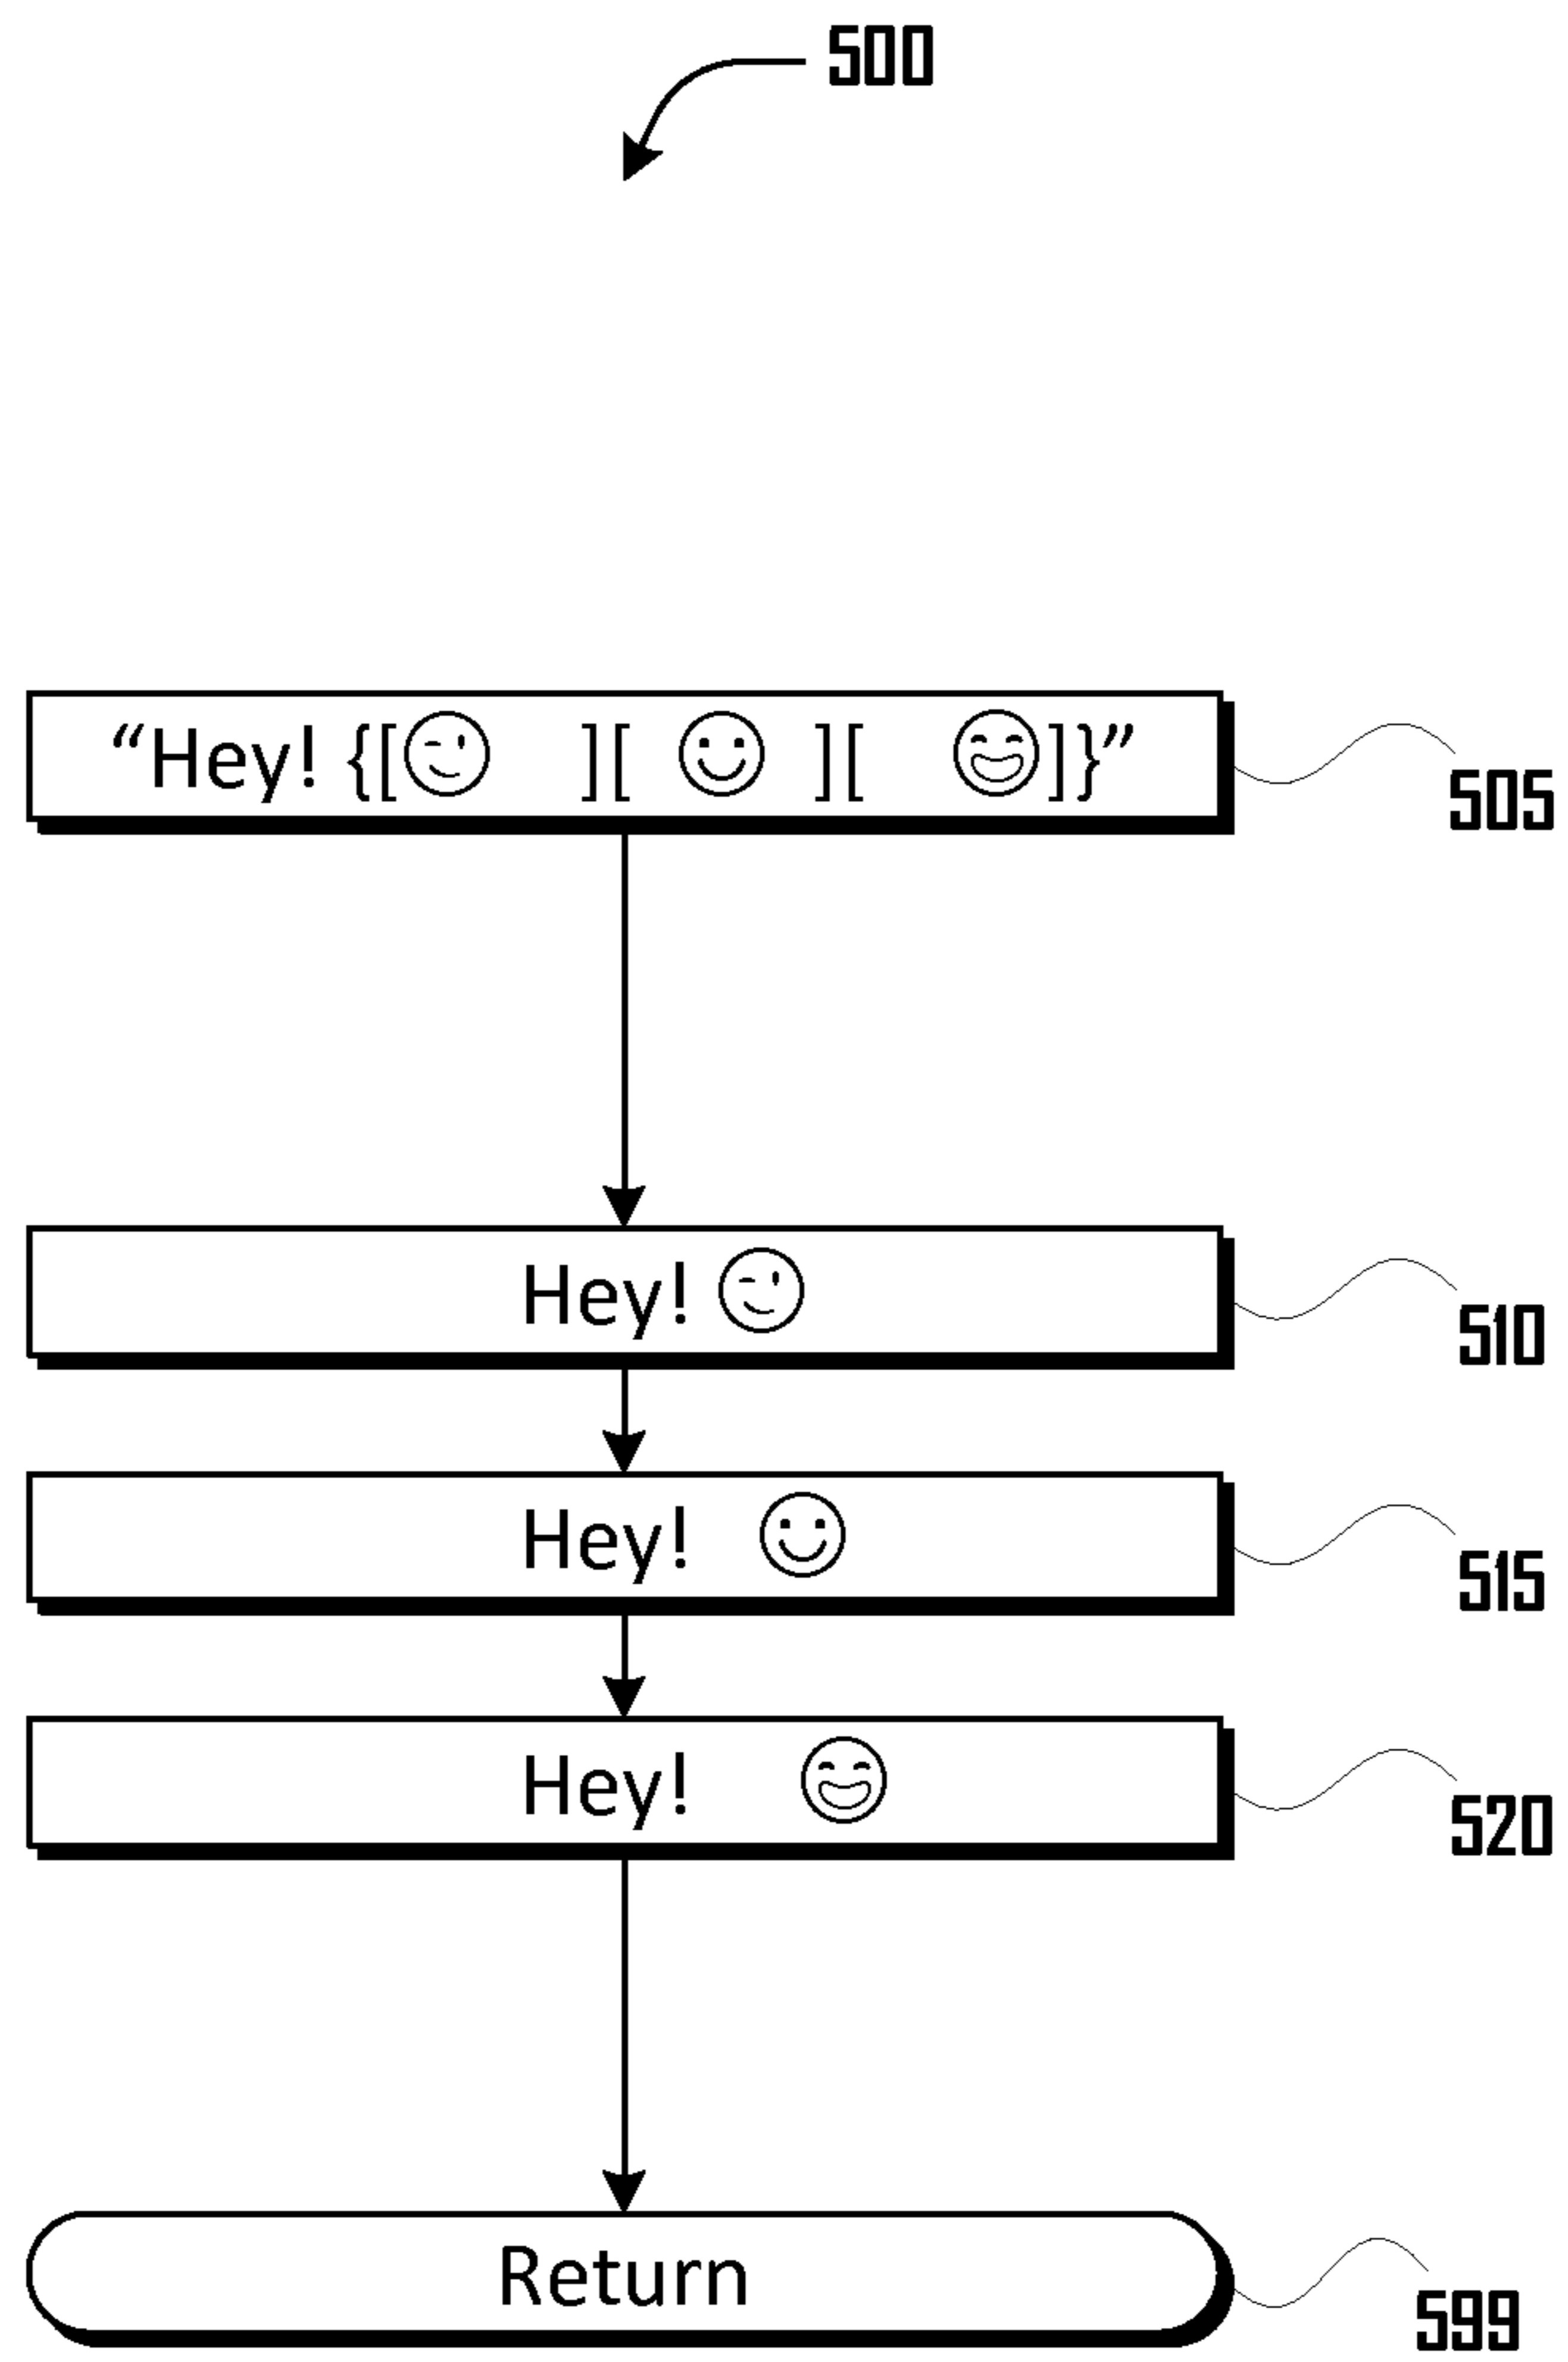 500
“Hey! {[😉 ][ 🙂 ][ 😄]}”
505
Hey! 😉
510
Hey! 🙂
515
Hey! 😄
520
Return
599